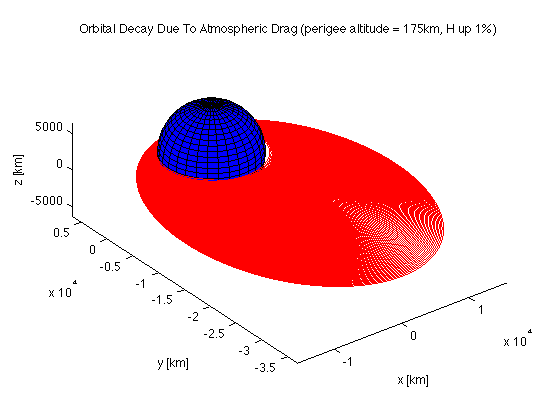 Orbital Decay Due To Atmospheric Drag (perigee altitude = 175km, H up 1%)
5000
0
-5000
z [km]
0.5
0
-0.5
-1
-1.5
-2
-2.5
-3
-3.5
x 10^4
y [km]
-1
0
1
x 10^4
x [km]